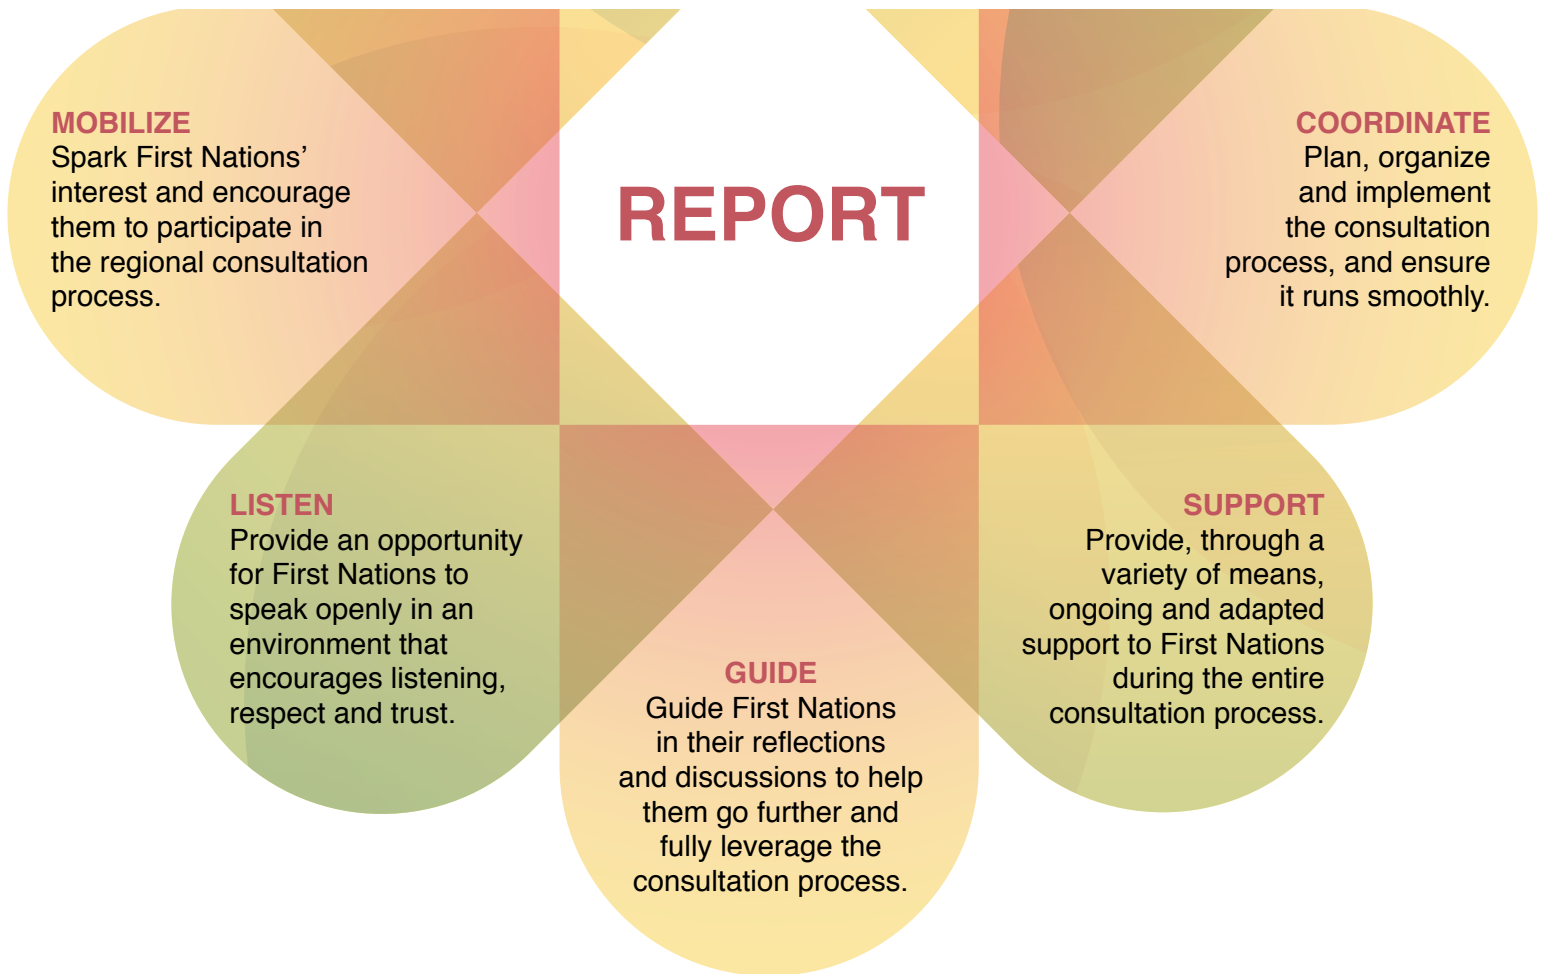 MOBILIZE
Spark First Nations’
interest and encourage
them to participate in
the regional consultation
process.
REPORT
COORDINATE
Plan, organize
and implement
the consultation
process, and ensure
it runs smoothly.
LISTEN
Provide an opportunity
for First Nations to
speak openly in an
environment that
encourages listening,
respect and trust.
GUIDE
Guide First Nations
in their reflections
and discussions to help
them go further and
fully leverage the
consultation process.
SUPPORT
Provide, through a
variety of means,
ongoing and adapted
support to First Nations
during the entire
consultation process.